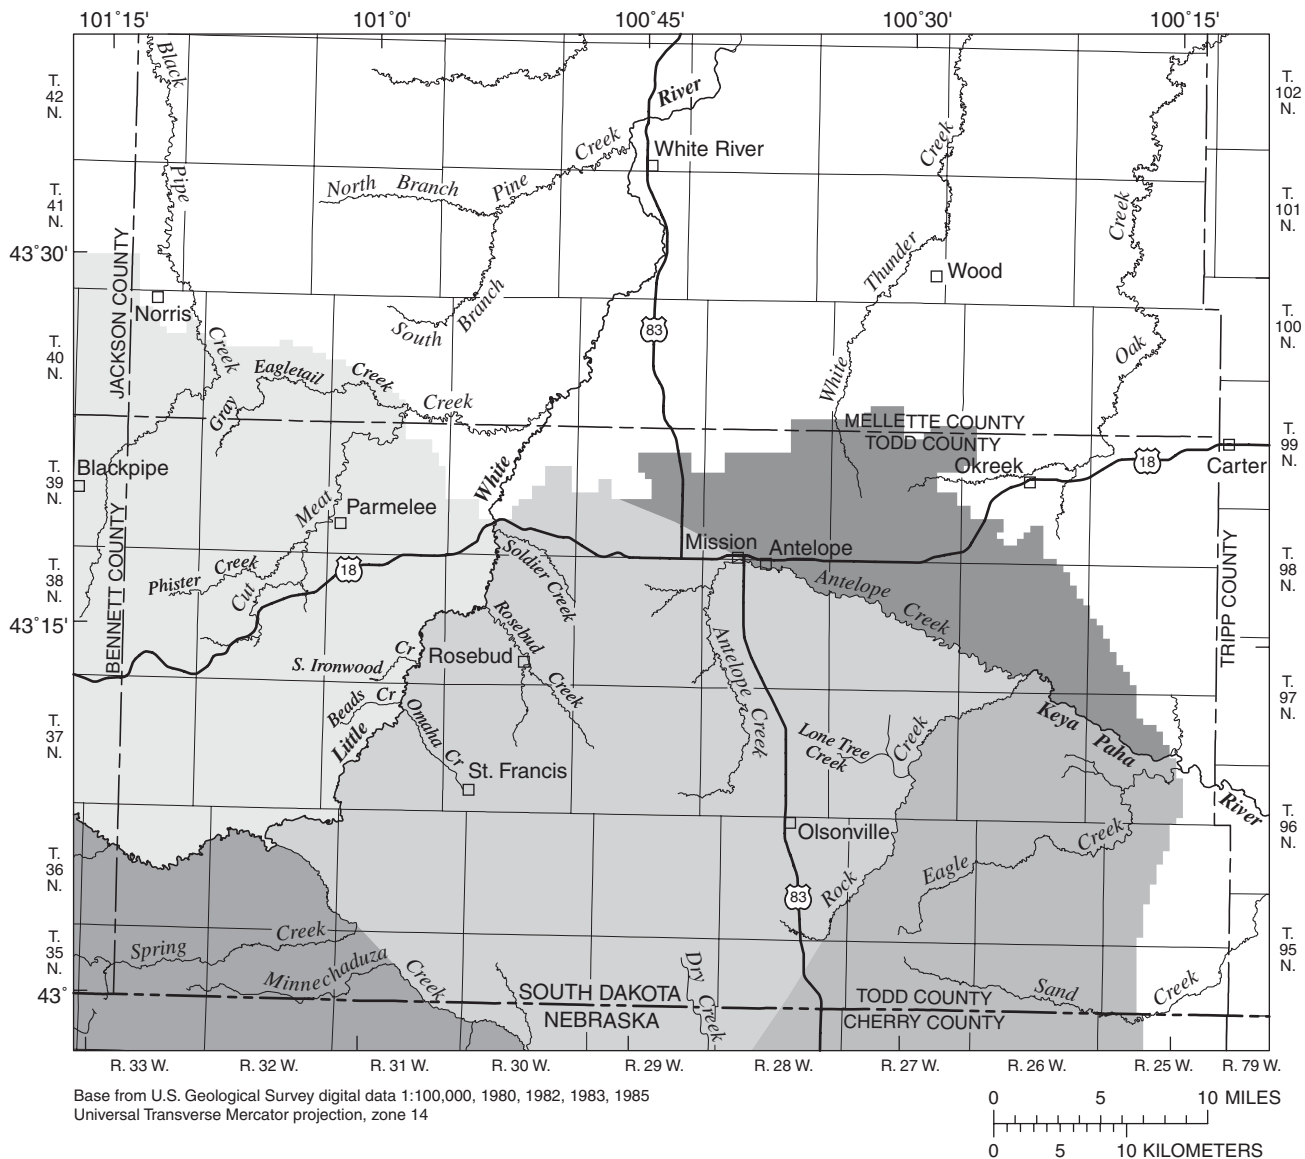 101°15' 101°0' 100°45' 100°30' 100°15'
T. 42 N.
T. 102 N.
Black
Pipe
Creek
River
Creek
White River
North Branch
Pine
Creek
Creek
T. 41 N.
T. 101 N.
43°30'
JACKSON COUNTY
Norris
South
Branch
Thunder
Wood
White
83
Oak
T. 40 N.
T. 100 N.
Eagletail
Creek
Creek
Gray
MELLETTE COUNTY
TODD COUNTY
Blackpipe
T. 39 N.
T. 99 N.
White
Okreek
18
Carter
Meat
Parmelee
BENNETT COUNTY
Mission
Antelope
T. 38 N.
T. 98 N.
Phister
Creek
Cut
18
Soldier Creek
Antelope
Creek
43°15'
TRIPP COUNTY
Rosebud
Creek
Rosebud
S. Ironwood
Cr
Antelope
Creek
Beads
Cr
Omaha Cr
Little
T. 37 N.
T. 97 N.
Lone Tree
Creek
Creek
Keya
Paha
River
St. Francis
Olsonville
T. 36 N.
T. 96 N.
Eagle
Creek
Rock
83
T. 35 N.
T. 95 N.
Spring
Creek
Minnechaduza
Creek
Dry
Creek
Sand
Creek
43°
SOUTH DAKOTA
NEBRASKA
TODD COUNTY
CHERRY COUNTY
R. 33 W. R. 32 W. R. 31 W. R. 30 W. R. 29 W. R. 28 W. R. 27 W. R. 26 W. R. 25 W. R. 79 W.
Base from U.S. Geological Survey digital data 1:100,000, 1980, 1982, 1983, 1985
Universal Transverse Mercator projection, zone 14
0 5 10 MILES
0 5 10 KILOMETERS